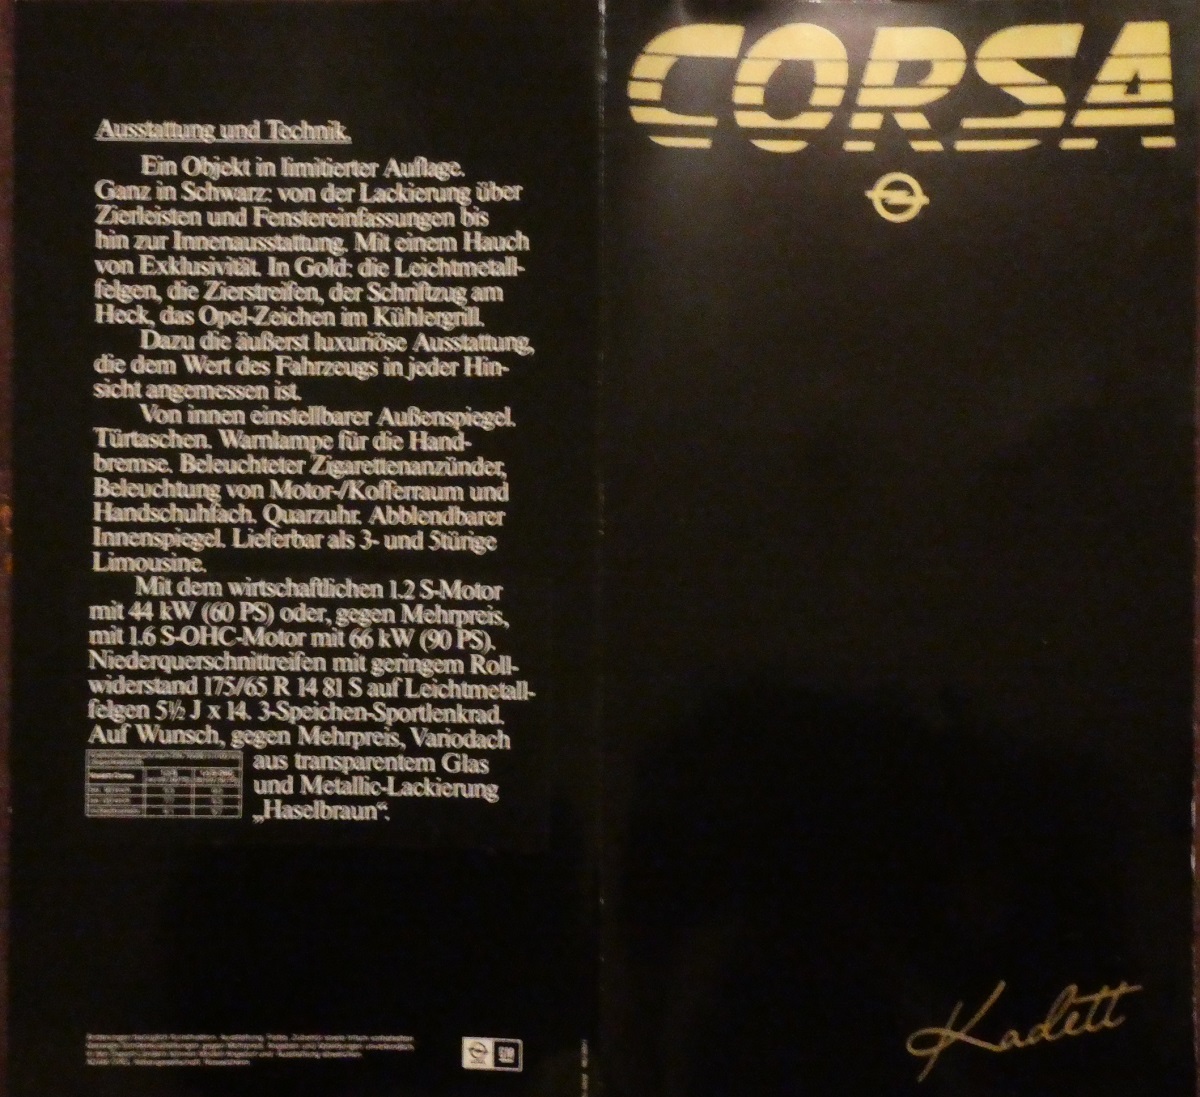 Ausstattung und Technik.
Ein Objekt in limitierter Auflage.
Ganz in Schwarz: von der Lackierung über
Zierleisten und Fenstereinfassungen bis
hin zur Innenausstattung. Mit einem Hauch
von Exklusivität. In Gold: die Leichtmetall-
felgen, die Zierstreifen, der Schriftzug am
Heck, das Opel-Zeichen im Kühlergrill.
Dazu die äußerst luxuriöse Ausstattung,
die dem Wert des Fahrzeugs in jeder Hin-
sicht angemessen ist.
Von innen einstellbarer Außenspiegel.
Türtaschen. Warnlampe für die Hand-
bremse. Beleuchteter Zigarettenanzünder,
Beleuchtung von Motor-/Kofferraum und
Handschuhfach. Quarzuhr. Abblendbarer
Innenspiegel. Lieferbar als 3- und 5türige
Limousine.
Mit dem wirtschaftlichen 1.2 S-Motor
mit 44 kW (60 PS) oder, gegen Mehrpreis,
mit 1.6 S-OHC-Motor mit 66 kW (90 PS).
Niederquerschnittreifen mit geringem Roll-
widerstand 175/65 R 14 81 S auf Leichtmetall-
felgen 5½ J x 14. 3-Speichen-Sportlenkrad.
Auf Wunsch, gegen Mehrpreis, Variodach
aus transparentem Glas
und Metallic-Lackierung
„Haselbraun“.
GM
CORSA
Kadett